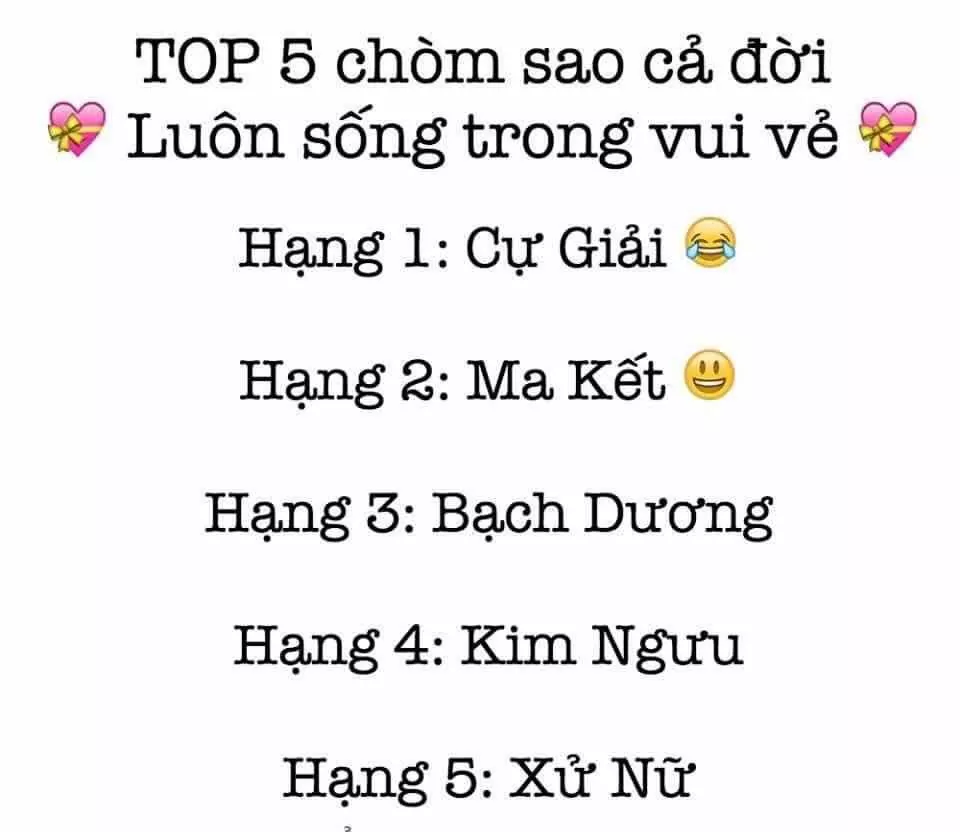 TOP 5 chòm sao cả đời
💝 Luôn sống trong vui vẻ 💝
Hạng 1: Cự Giải 😂
Hạng 2: Ma Kết 😃
Hạng 3: Bạch Dương
Hạng 4: Kim Ngưu
Hạng 5: Xử Nữ